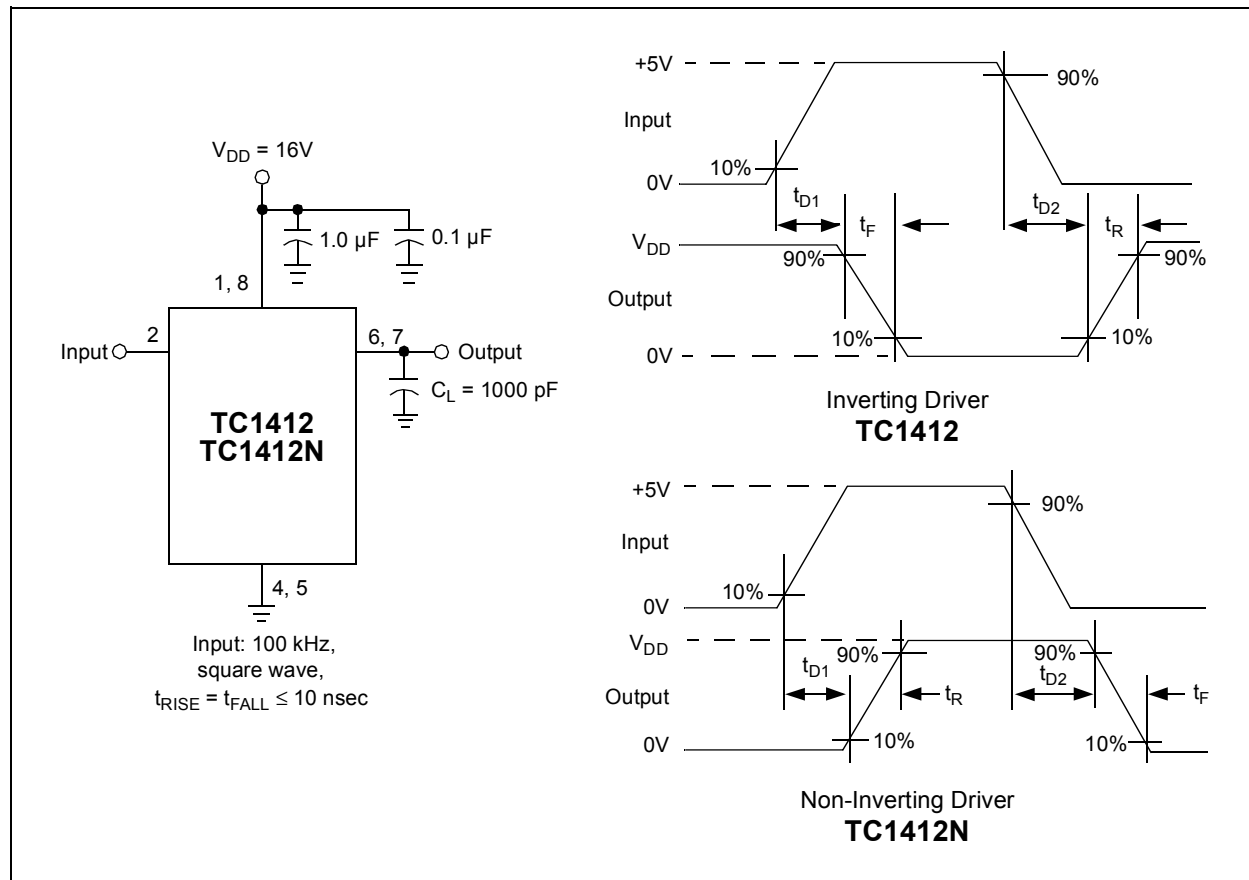 V_DD = 16V
1.0 µF
0.1 µF
1, 8
2
Input
6, 7
Output
C_L = 1000 pF
TC1412
TC1412N
4, 5
Input: 100 kHz,
square wave,
t_RISE = t_FALL ≤ 10 nsec
+5V
90%
Input
10%
0V
t_D1
t_D2
t_F
t_R
V_DD
90%
90%
Output
10%
10%
0V
Inverting Driver
TC1412
+5V
90%
Input
10%
0V
V_DD
90%
90%
t_D1
t_D2
t_R
t_F
Output
10%
10%
0V
Non-Inverting Driver
TC1412N